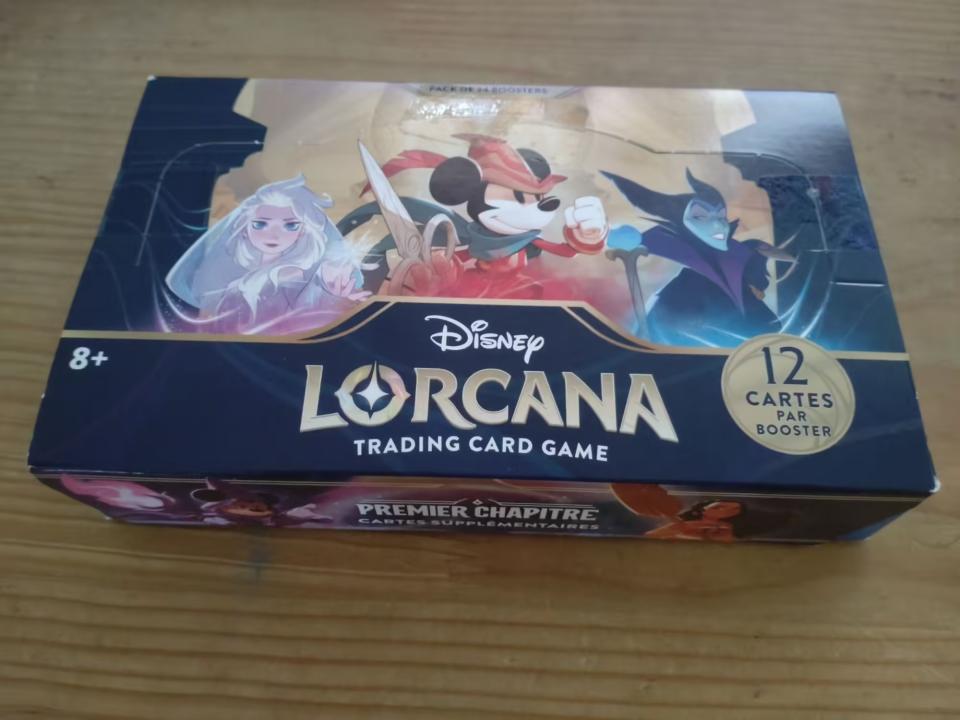 PACK DE 24 BOOSTERS
8+
DISNEY
LORCANA
TRADING CARD GAME
12
CARTES
PAR
BOOSTER
PREMIER CHAPITRE
CARTES SUPPLÉMENTAIRES